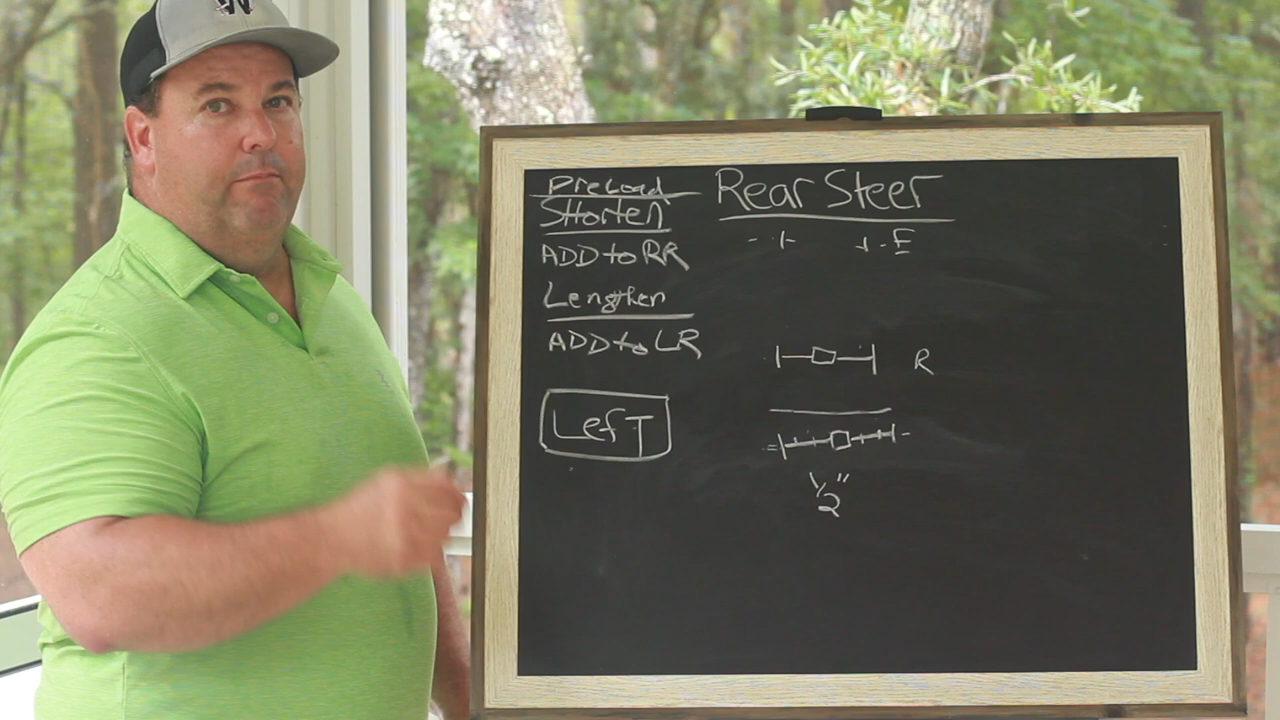 N
PreLoad
SHorten
ADD to RR
Lengthen
ADD to LR
LefT
Rear Steer
F
R
1/2"